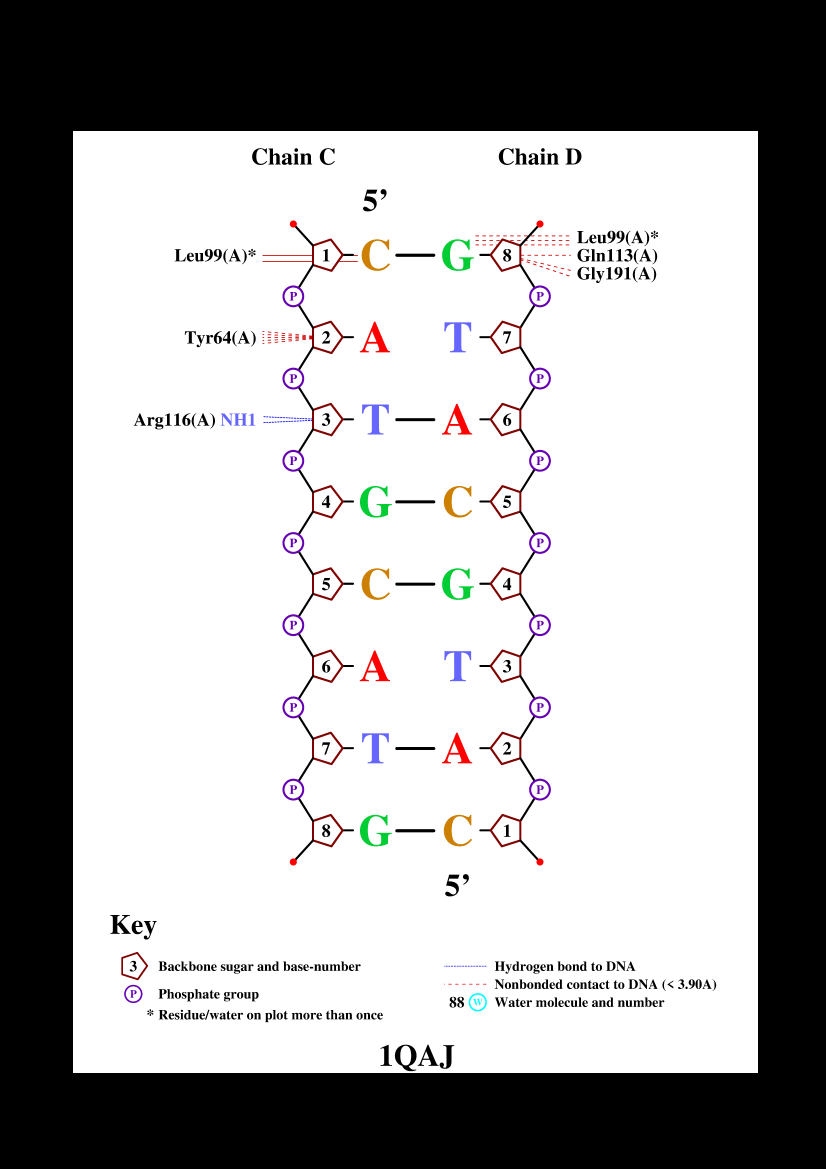 Chain C Chain D
5’
Leu99(A)* 1 C G 8 Leu99(A)*
Gln113(A)
Gly191(A)
P P
Tyr64(A) 2 A T 7
P P
Arg116(A) NH1 3 T A 6
P P
4 G C 5
P P
5 C G 4
P P
6 A T 3
P P
7 T A 2
P P
8 G C 1
5’
Key
3 Backbone sugar and base-number
P Phosphate group
* Residue/water on plot more than once
Hydrogen bond to DNA
Nonbonded contact to DNA (< 3.90A)
88 W Water molecule and number
1QAJ